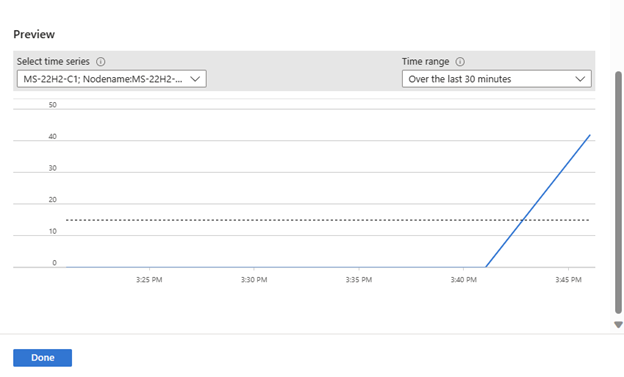 Preview
Select time series
Time range
MS-22H2-C1; Nodename:MS-22H2-...
Over the last 30 minutes
50
40
30
20
10
0
3:25 PM 3:30 PM 3:35 PM 3:40 PM 3:45 PM
Done